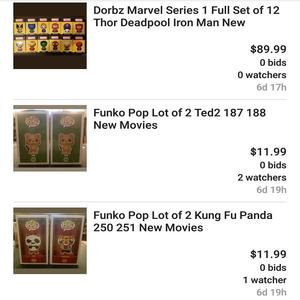 Dorbz Marvel Series 1 Full Set of 12
Thor Deadpool Iron Man New
$89.99
0 bids
0 watchers
6d 17h
Funko Pop Lot of 2 Ted2 187 188
New Movies
$11.99
0 bids
2 watchers
6d 19h
Funko Pop Lot of 2 Kung Fu Panda
250 251 New Movies
$11.99
0 bids
1 watcher
6d 19h